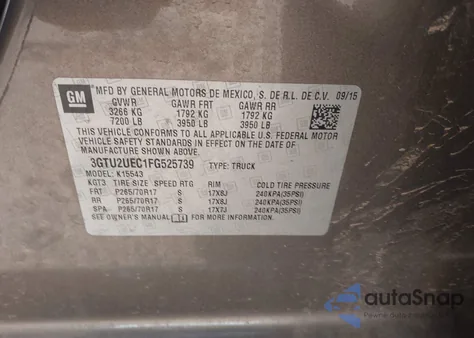 GM
MFD BY GENERAL MOTORS DE MEXICO, S. DE R.L. DE C.V. 09/15
GVWR GAWR FRT GAWR RR
3266 KG 1792 KG 1792 KG
7200 LB 3950 LB 3950 LB
THIS VEHICLE CONFORMS TO ALL APPLICABLE U.S. FEDERAL MOTOR
VEHICLE SAFETY STANDARDS IN EFFECT ON THE DATE OF
MANUFACTURE SHOWN ABOVE.
3GTU2UEC1FG525739 TYPE: TRUCK
MODEL: K15543
TIRE SIZE SPEED RTG RIM COLD TIRE PRESSURE
FRT P265/70R17 S 17X8J 240KPA(35PSI)
RR P265/70R17 S 17X8J 240KPA(35PSI)
SPA P265/70R17 S 17X7J 240KPA(35PSI)
SEE OWNER'S MANUAL FOR MORE INFORMATION.
autoSnap